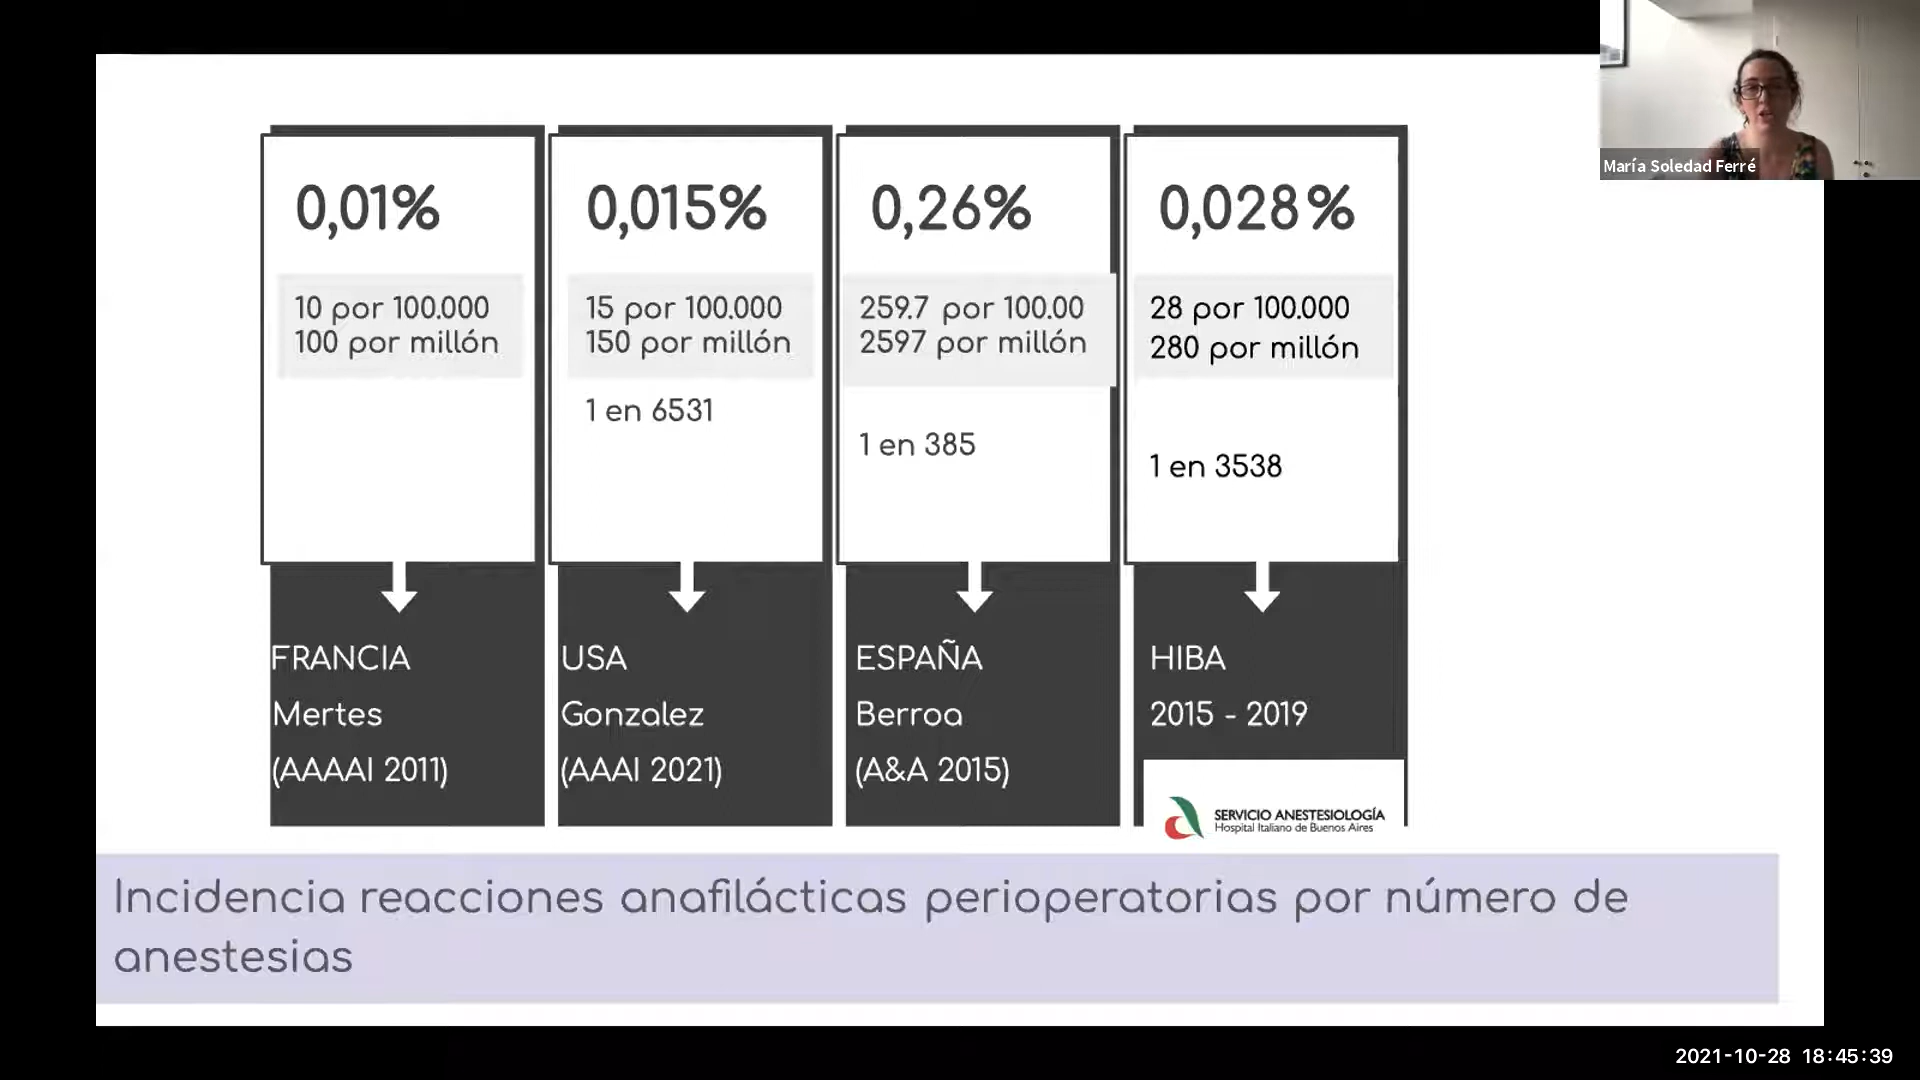 María Soledad Ferré
0,01%
10 por 100.000
100 por millón
FRANCIA
Mertes
(AAAAI 2011)
0,015%
15 por 100.000
150 por millón
1 en 6531
USA
Gonzalez
(AAAI 2021)
0,26%
259.7 por 100.00
2597 por millón
1 en 385
ESPAÑA
Berroa
(A&A 2015)
0,028%
28 por 100.000
280 por millón
1 en 3538
HIBA
2015 - 2019
SERVICIO ANESTESIOLOGÍA
Hospital Italiano de Buenos Aires
Incidencia reacciones anafilácticas perioperatorias por número de
anestesias
2021-10-28 18:45:39